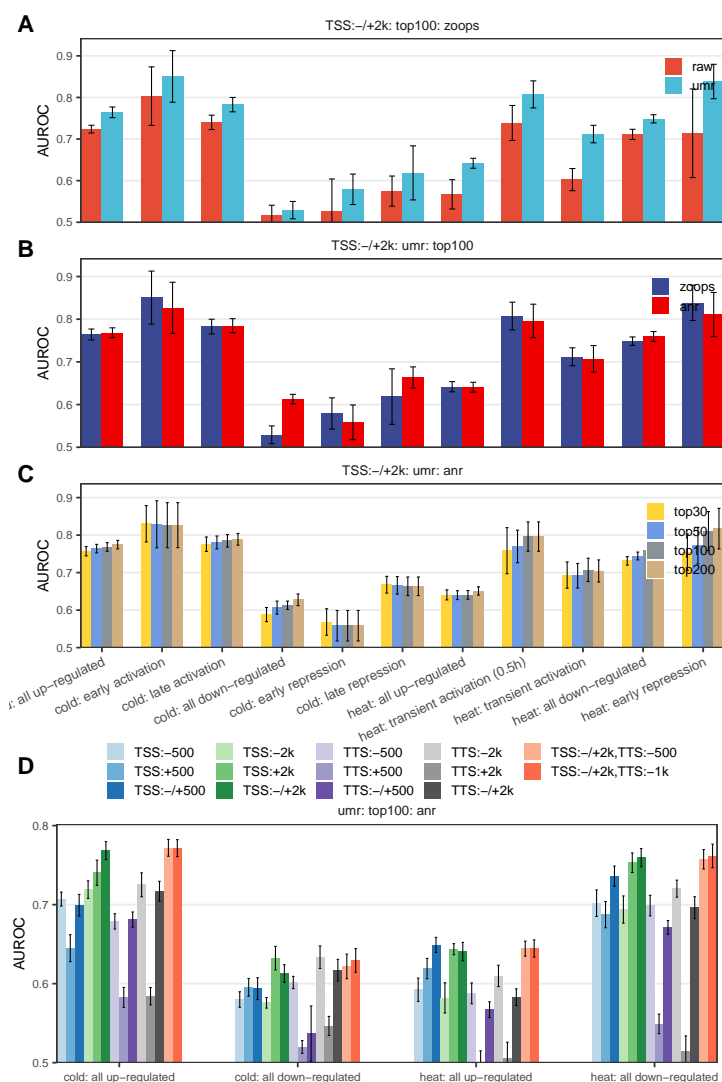 A
TSS:−/+2k: top100: zoops
AUROC
0.9
0.8
0.7
0.6
0.5
raw
umr
B
TSS:−/+2k: umr: top100
AUROC
0.9
0.8
0.7
0.6
0.5
zoops
anr
C
TSS:−/+2k: umr: anr
AUROC
0.9
0.8
0.7
0.6
0.5
top30
top50
top100
top200
: all up−regulated
cold: early activation
cold: late activation
cold: all down−regulated
cold: early repression
cold: late repression
heat: all up−regulated
heat: transient activation (0.5h)
heat: transient activation
heat: all down−regulated
heat: early repression
TSS:−500 TSS:−2k TTS:−500 TTS:−2k TSS:−/+2k,TTS:−500
TSS:+500 TSS:+2k TTS:+500 TTS:+2k TSS:−/+2k,TTS:−1k
TSS:−/+500 TSS:−/+2k TTS:−/+500 TTS:−/+2k
D
umr: top100: anr
AUROC
0.8
0.7
0.6
0.5
cold: all up−regulated cold: all down−regulated heat: all up−regulated heat: all down−regulated